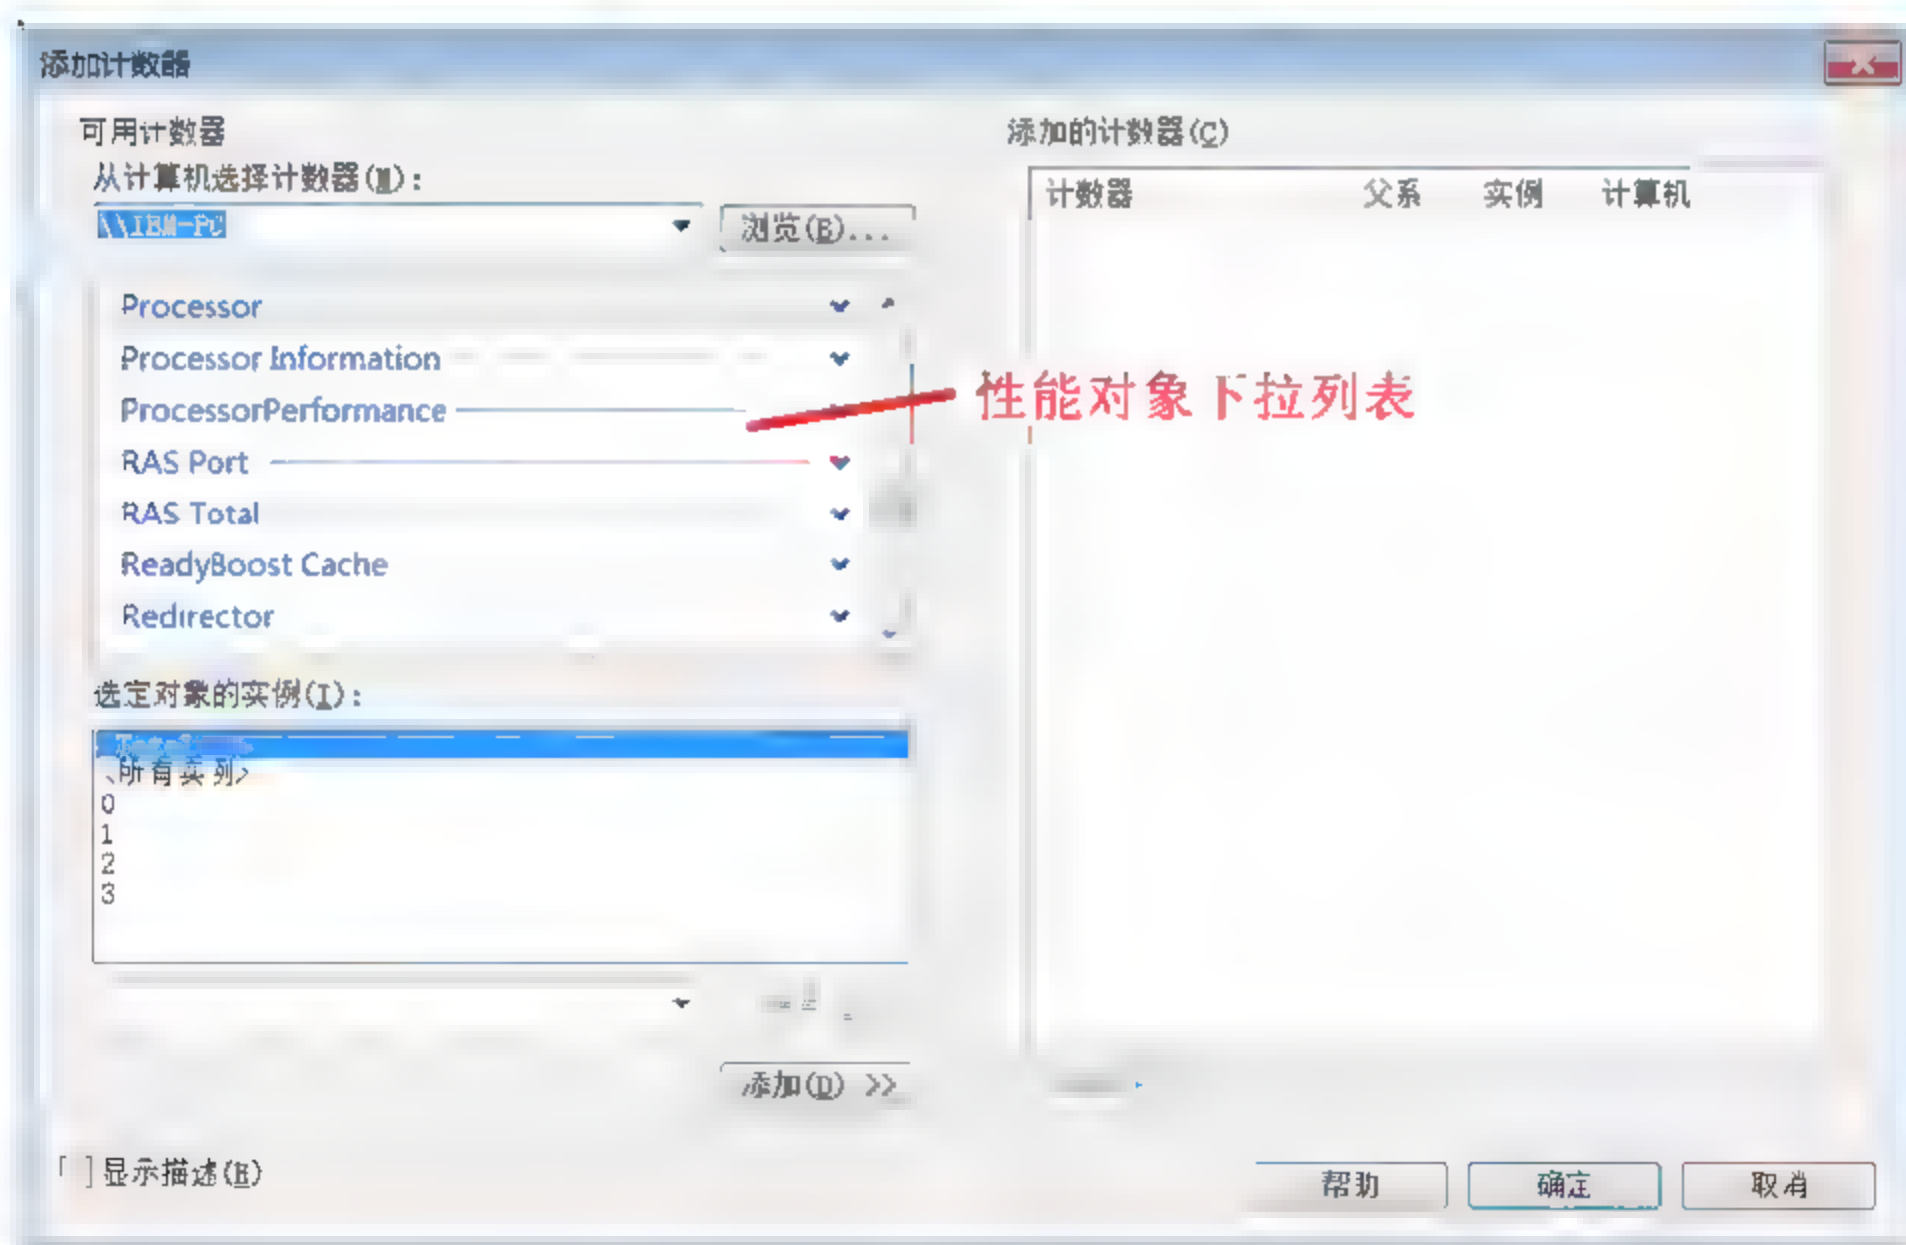 添加计数器
可用计数器
从计算机选择计数器(M):
\\IBM-PC
浏览(B)...
Processor
Processor Information
ProcessorPerformance
RAS Port
RAS Total
ReadyBoost Cache
Redirector
性能对象下拉列表
选定对象的实例(I):
<所有实例>
0
1
2
3
添加(D) >>
添加的计数器(C)
计数器 父系 实例 计算机
显示描述(E)
帮助
确定
取消